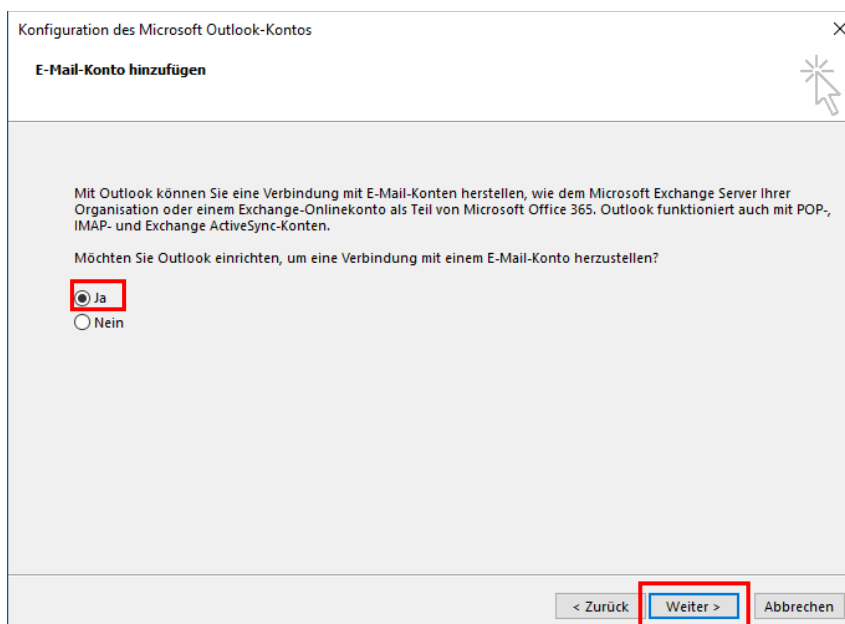 Konfiguration des Microsoft Outlook-Kontos
E-Mail-Konto hinzufügen
Mit Outlook können Sie eine Verbindung mit E-Mail-Konten herstellen, wie dem Microsoft Exchange Server Ihrer
Organisation oder einem Exchange-Onlinekonto als Teil von Microsoft Office 365. Outlook funktioniert auch mit POP-,
IMAP- und Exchange ActiveSync-Konten.
Möchten Sie Outlook einrichten, um eine Verbindung mit einem E-Mail-Konto herzustellen?
Ja
Nein
< Zurück Weiter > Abbrechen